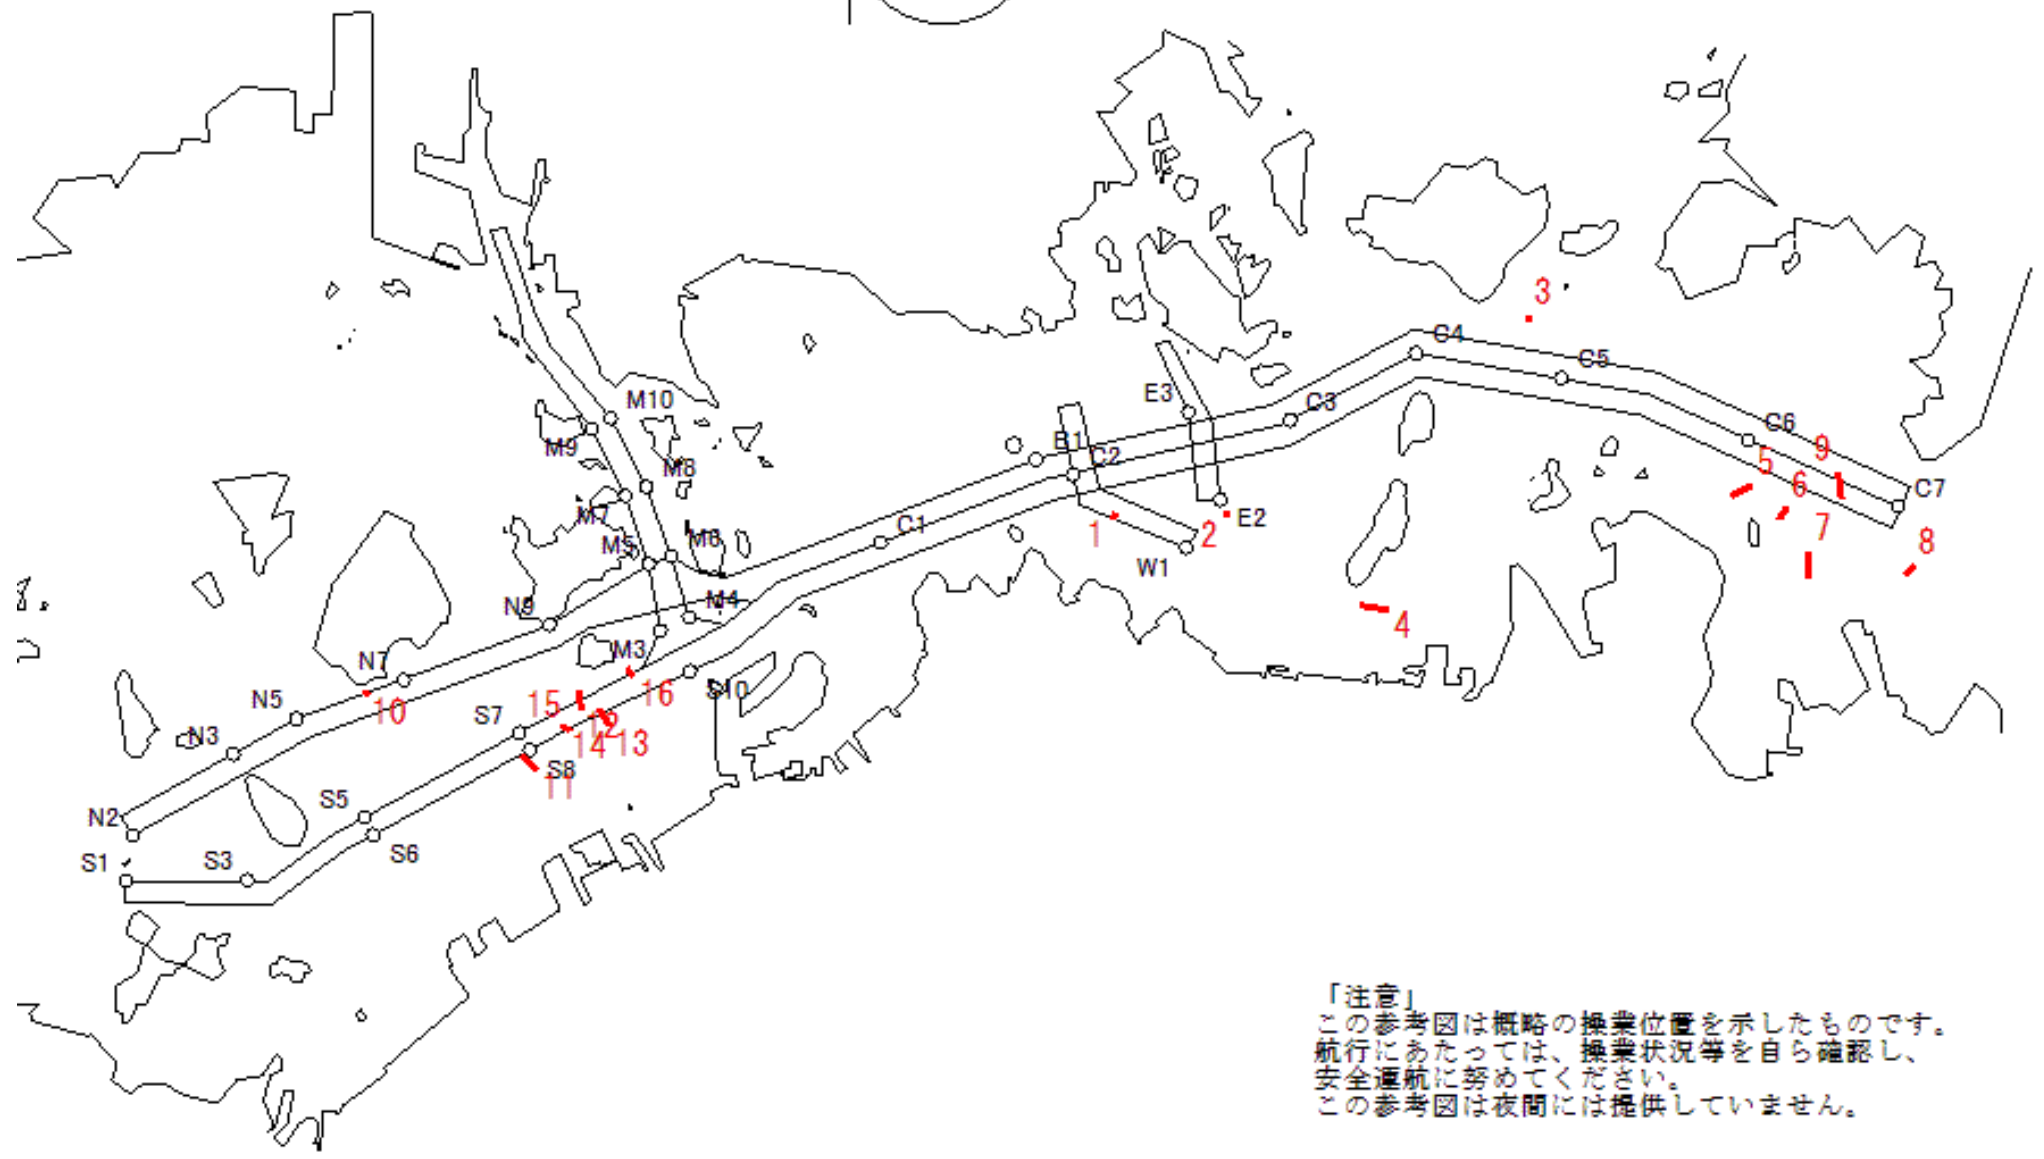 3
C4
C5
M10
E3
C3
C6
9
M9
B1
C2
5
6
C7
M8
M7
1
2
E2
7
M5
M6
C1
W1
8
N9
M4
4
N7
M3
S10
N5
10
15
16
S7
12
N3
14
13
S8
11
S5
N2
S6
S1
S3
「注意」
この参考図は概略の操業位置を示したものです。
航行にあたっては、操業状況等を自ら確認し、
安全運航に努めてください。
この参考図は夜間には提供していません。